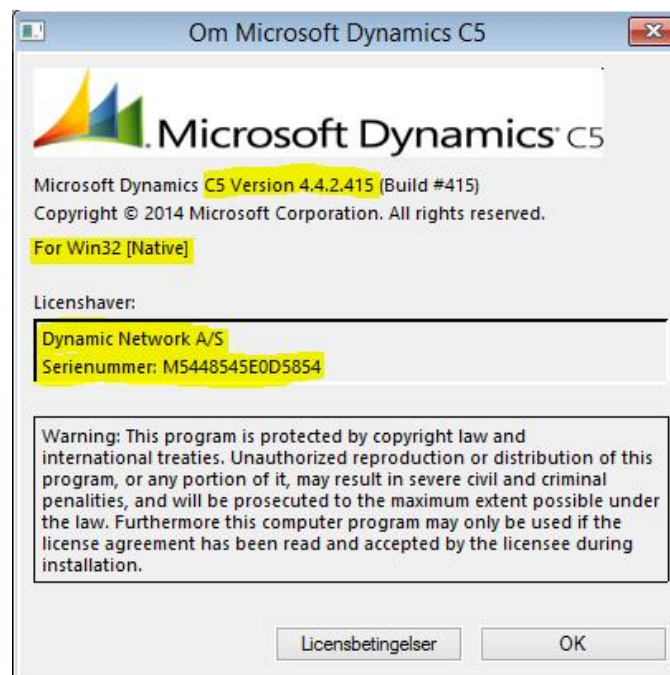 Om Microsoft Dynamics C5
Microsoft Dynamics C5
Microsoft Dynamics C5 Version 4.4.2.415 (Build #415)
Copyright © 2014 Microsoft Corporation. All rights reserved.
For Win32 [Native]
Licenshaver:
Dynamic Network A/S
Serienummer: M5448545E0D5854
Warning: This program is protected by copyright law and
international treaties. Unauthorized reproduction or distribution of this
program, or any portion of it, may result in severe civil and criminal
penalities, and will be prosecuted to the maximum extent possible under
the law. Furthermore this computer program may only be used if the
license agreement has been read and accepted by the licensee during
installation.
Licensbetingelser OK